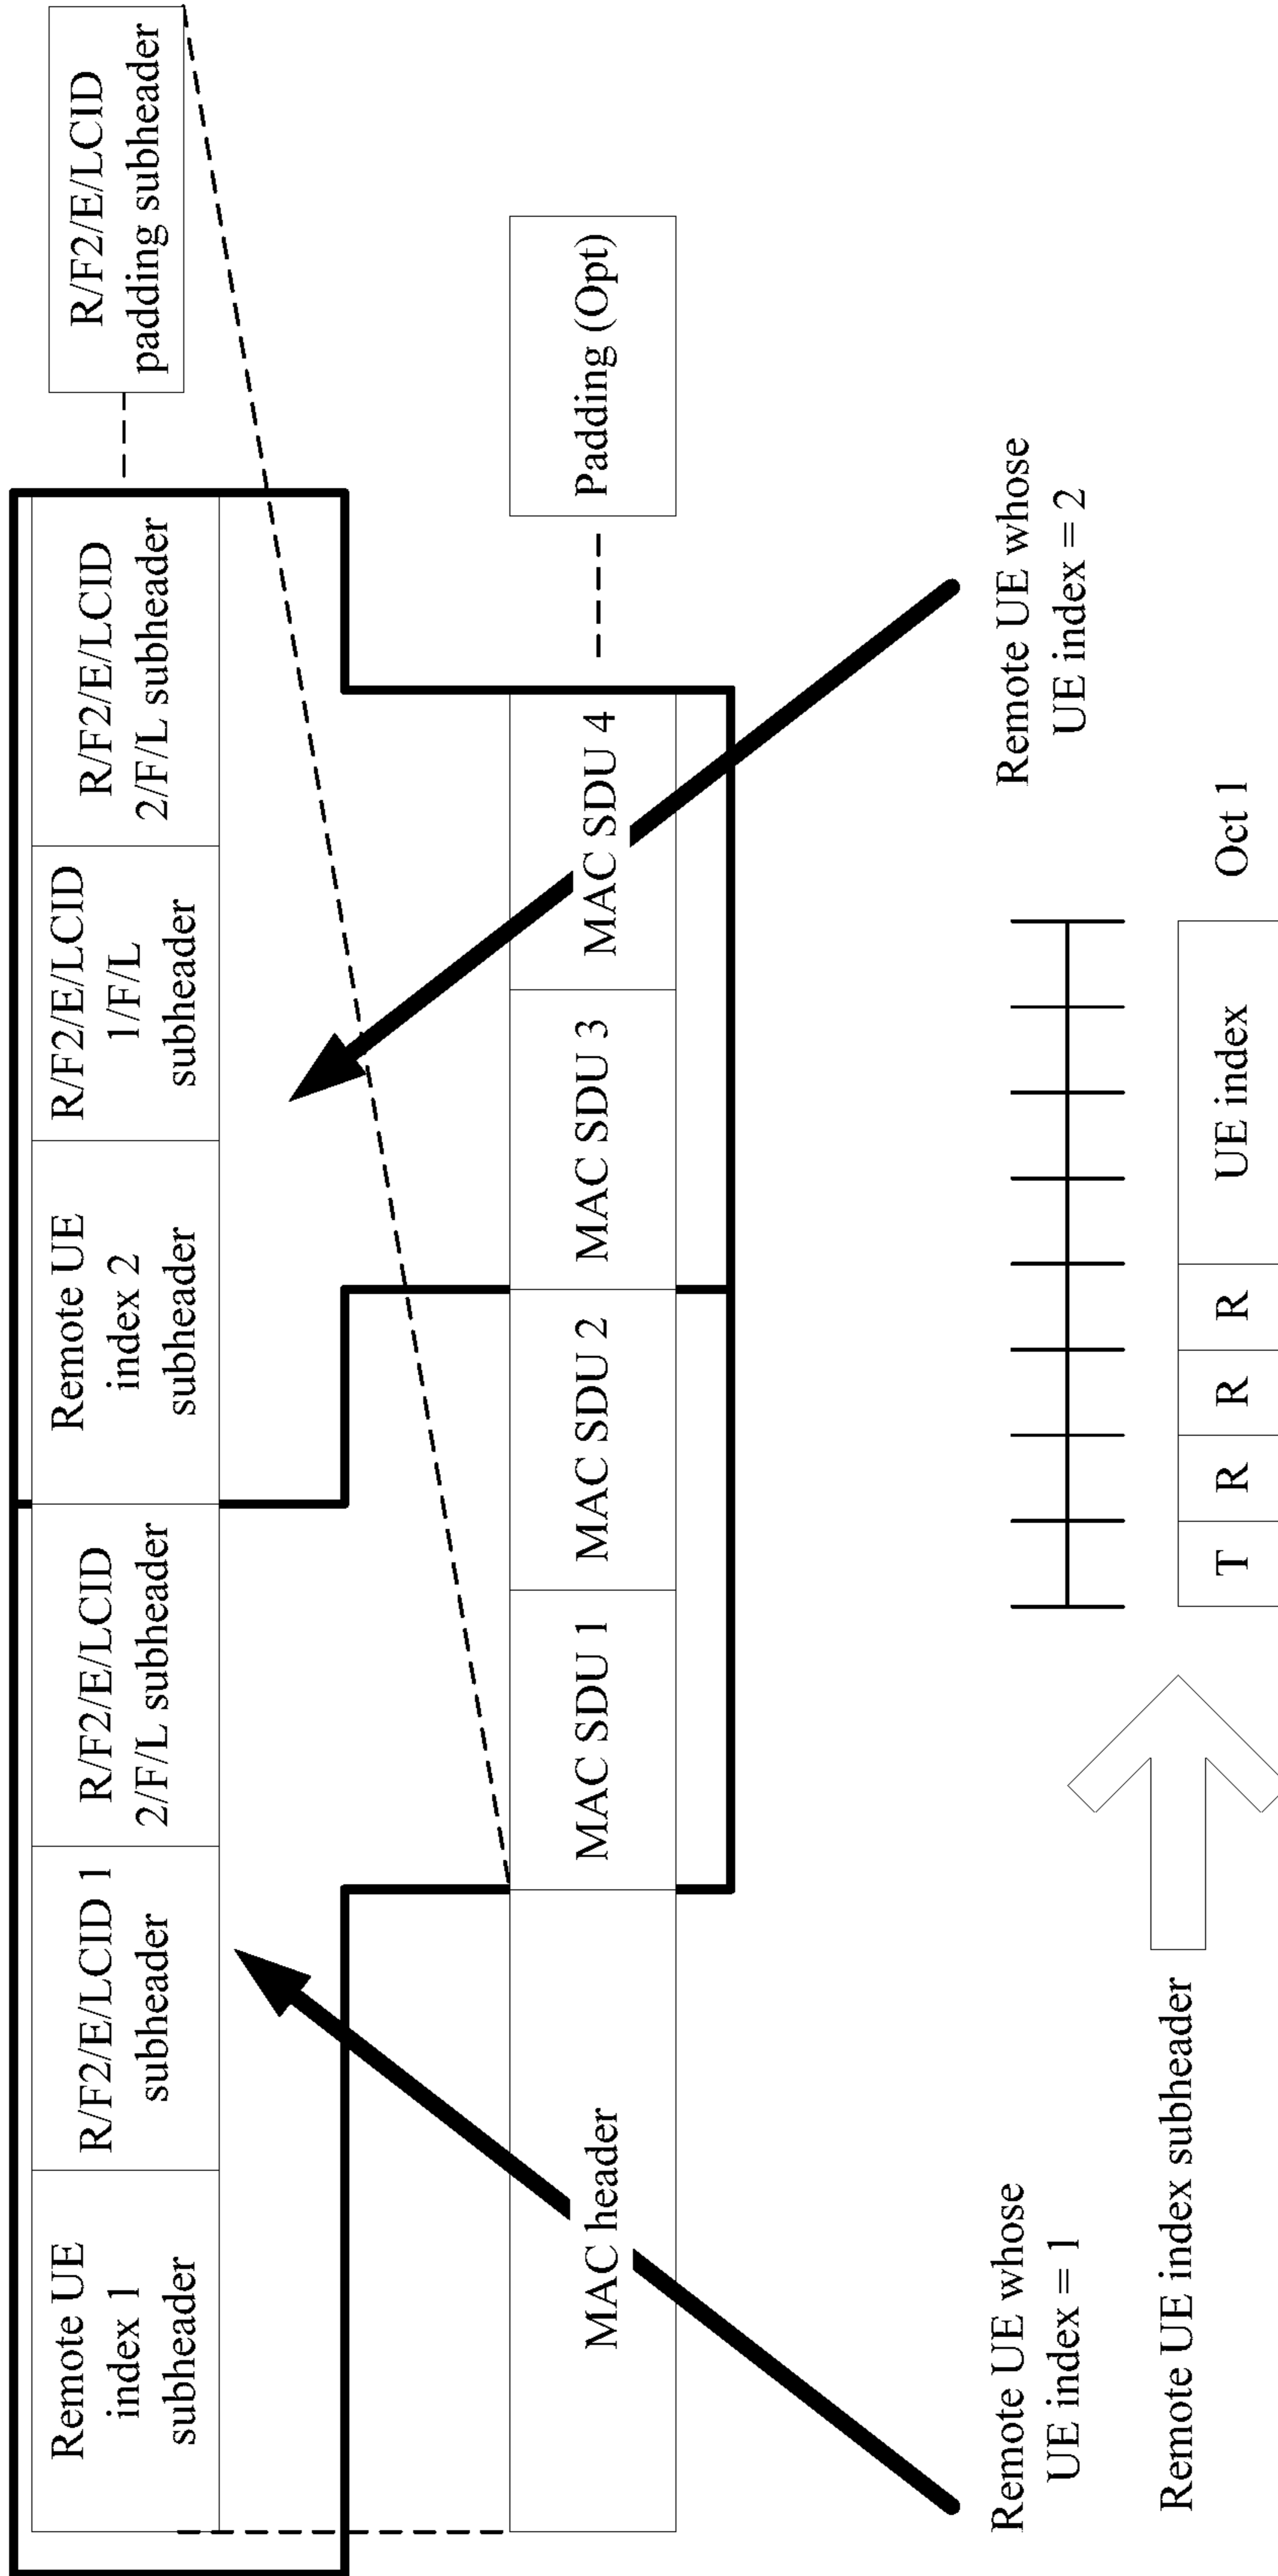 Remote UE
index 1
subheader
R/F2/E/LCID 1
subheader
R/F2/E/LCID
2/F/L subheader
Remote UE
index 2
subheader
R/F2/E/LCID
1/F/L
subheader
R/F2/E/LCID
2/F/L subheader
R/F2/E/LCID
padding subheader
MAC header
MAC SDU 1
MAC SDU 2
MAC SDU 3
MAC SDU 4
Padding (Opt)
Remote UE whose
UE index = 1
Remote UE whose
UE index = 2
Remote UE index subheader
T
R
R
R
UE index
Oct 1